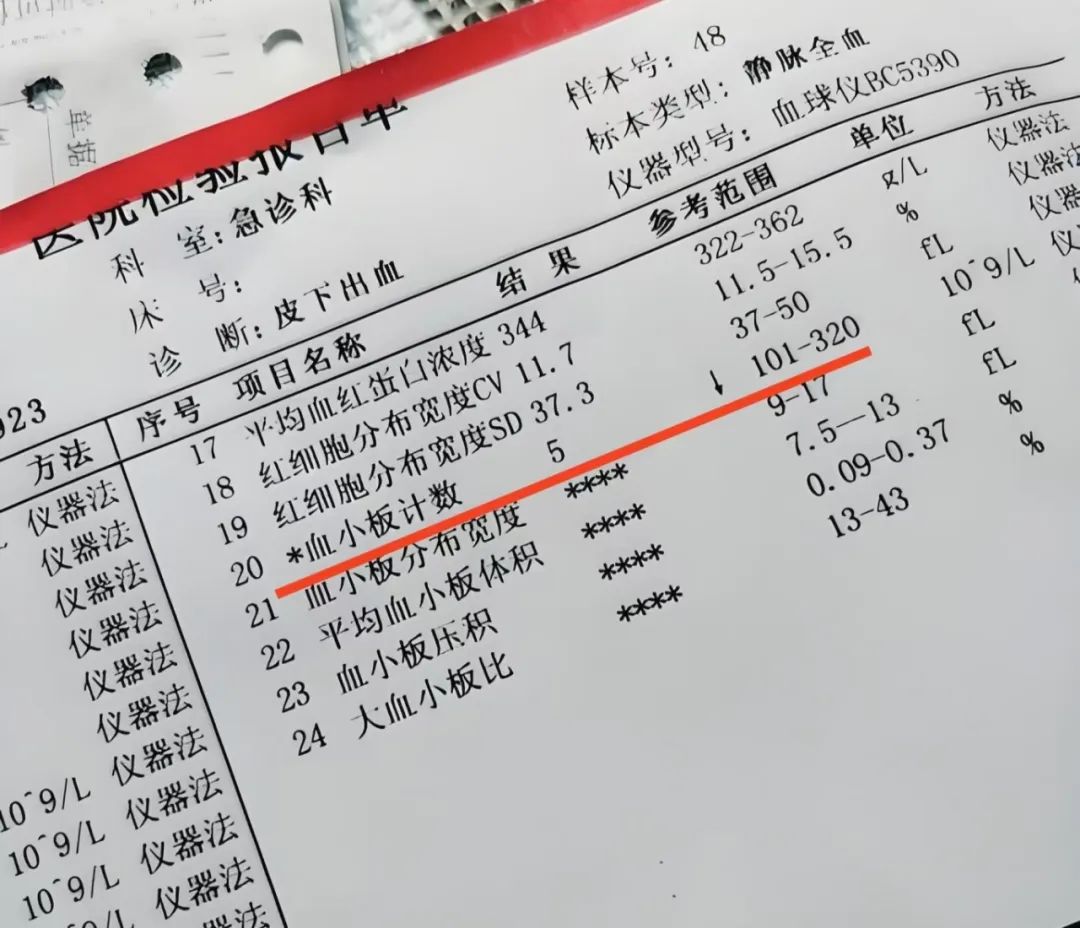 单据
医院检验报告单
样本号: 48
科 室: 急诊科
标本类型: 静脉全血
床 号:
仪器型号: 血球仪BC5390
诊 断: 皮下出血
923
方法 序号 项目名称 结 果 参考范围 单位 方法
仪器法 17 平均血红蛋白浓度 344 322-362 g/L 仪器法
仪器法 18 红细胞分布宽度CV 11.7 11.5-15.5 % 仪器法
仪器法 19 红细胞分布宽度SD 37.3 37-50 fL 仪器
仪器法 20 *血小板计数 5 ↓ 101-320 10^9/L 仪
仪器法 21 血小板分布宽度 **** 9-17 fL
仪器法 22 平均血小板体积 **** 7.5--13 fL
仪器法 23 血小板压积 **** 0.09-0.37 %
10^9/L 仪器法 24 大血小板比 **** 13-43 %
10^9/L 仪器法
10^9/L 仪器法
仪器法
器法